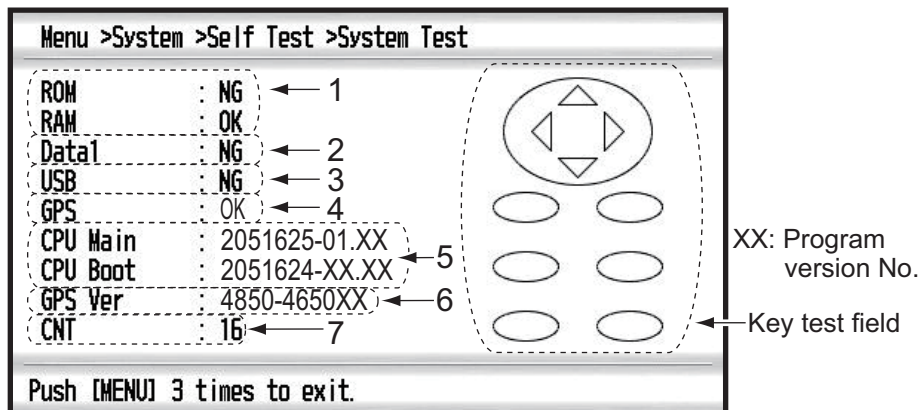 Menu >System >Self Test >System Test
ROM : NG
RAM : OK
1
Data1 : NG 2
USB : NG 3
GPS : OK 4
CPU Main : 2051625-01.XX
CPU Boot : 2051624-XX.XX
5
GPS Ver : 4850-4650XX 6
CNT : 16 7
XX: Program
version No.
Key test field
Push [MENU] 3 times to exit.